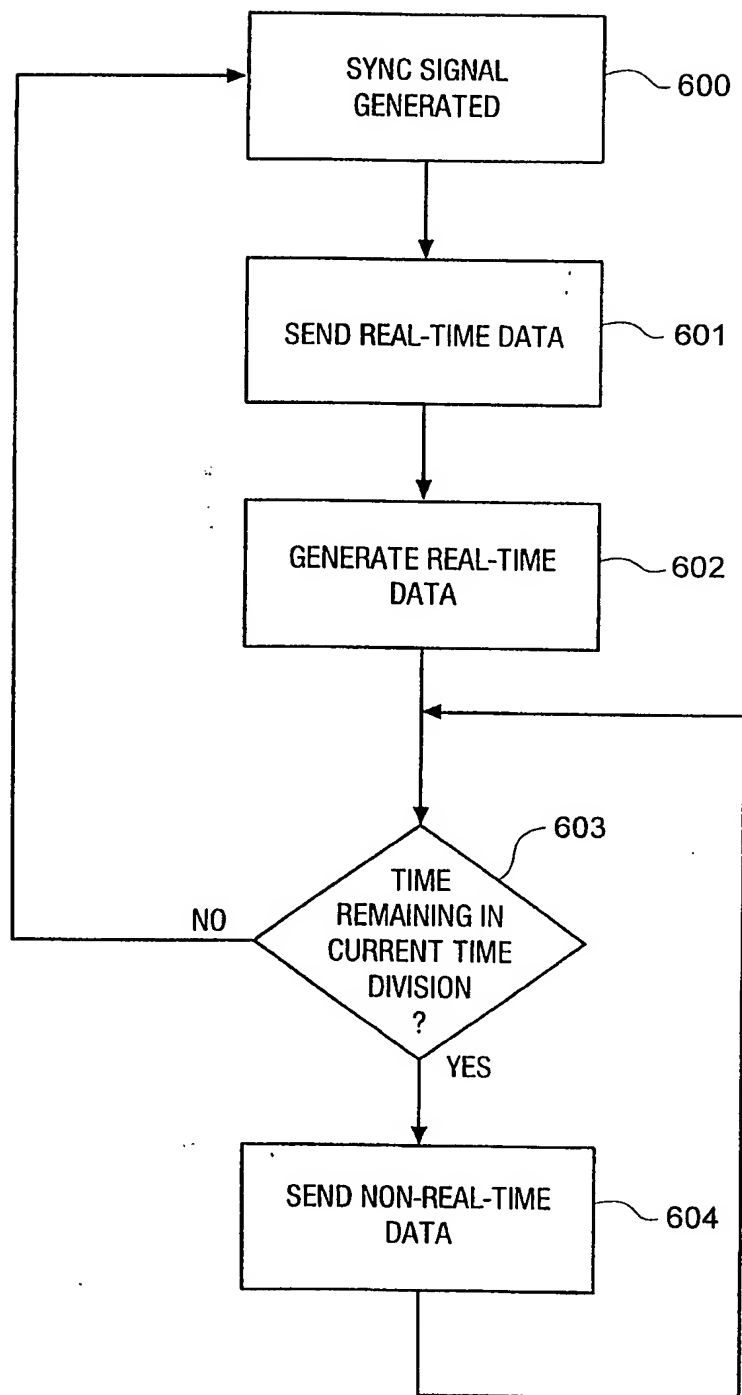 SYNC SIGNAL
GENERATED
600
SEND REAL-TIME DATA
601
GENERATE REAL-TIME
DATA
602
603
TIME
REMAINING IN
CURRENT TIME
DIVISION
?
NO
YES
SEND NON-REAL-TIME
DATA
604